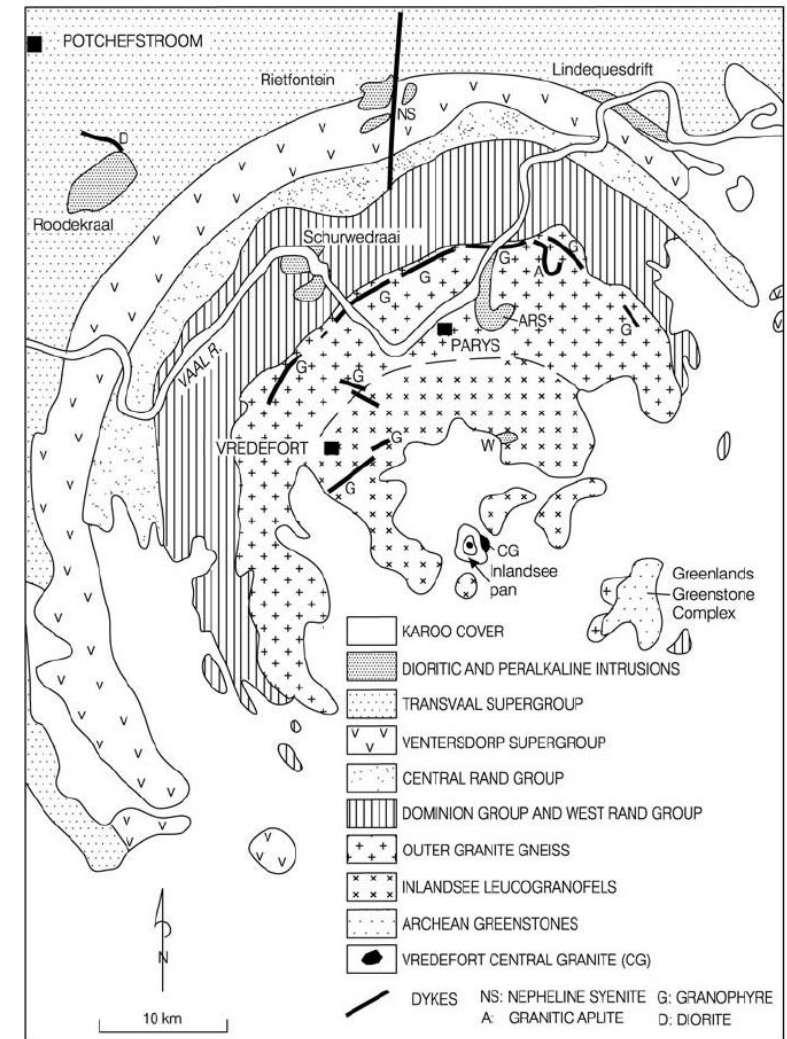 POTCHEFSTROOM
Rietfontein
Lindequesdrift
NS
D
Roodekraal
Schurwedraai
G
G
A
G
G
ARS
G
PARYS
VAAL R.
G
G
VREDEFORT
G
W
G
CG
Inlandsee
pan
Greenlands
Greenstone
Complex
KAROO COVER
DIORITIC AND PERALKALINE INTRUSIONS
TRANSVAAL SUPERGROUP
VENTERSDORP SUPERGROUP
CENTRAL RAND GROUP
DOMINION GROUP AND WEST RAND GROUP
OUTER GRANITE GNEISS
INLANDSEE LEUCOGRANOFELS
ARCHEAN GREENSTONES
VREDEFORT CENTRAL GRANITE (CG)
N
10 km
DYKES NS: NEPHELINE SYENITE G: GRANOPHYRE
A: GRANITIC APLITE D: DIORITE